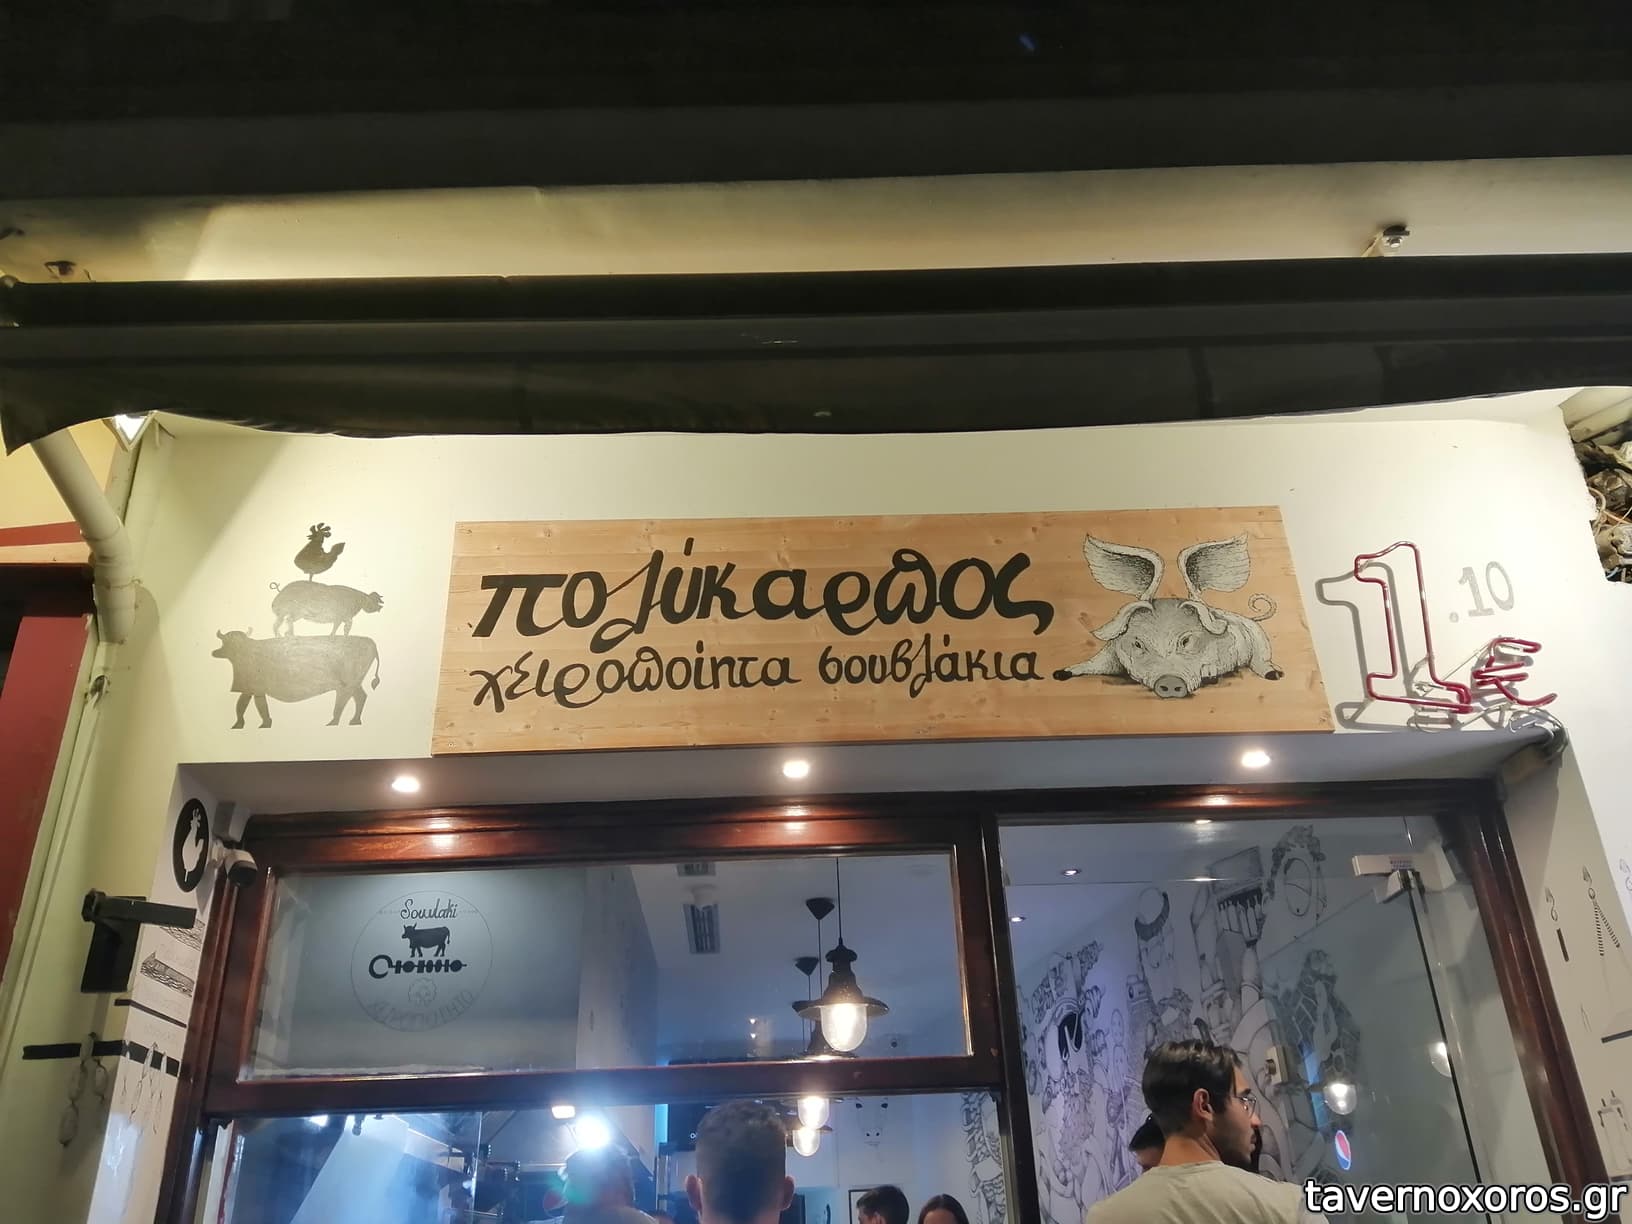 πολύκαρπος
χειροποίητα σουβλάκια
1.10
€
Souvlaki
tavernoxoros.gr